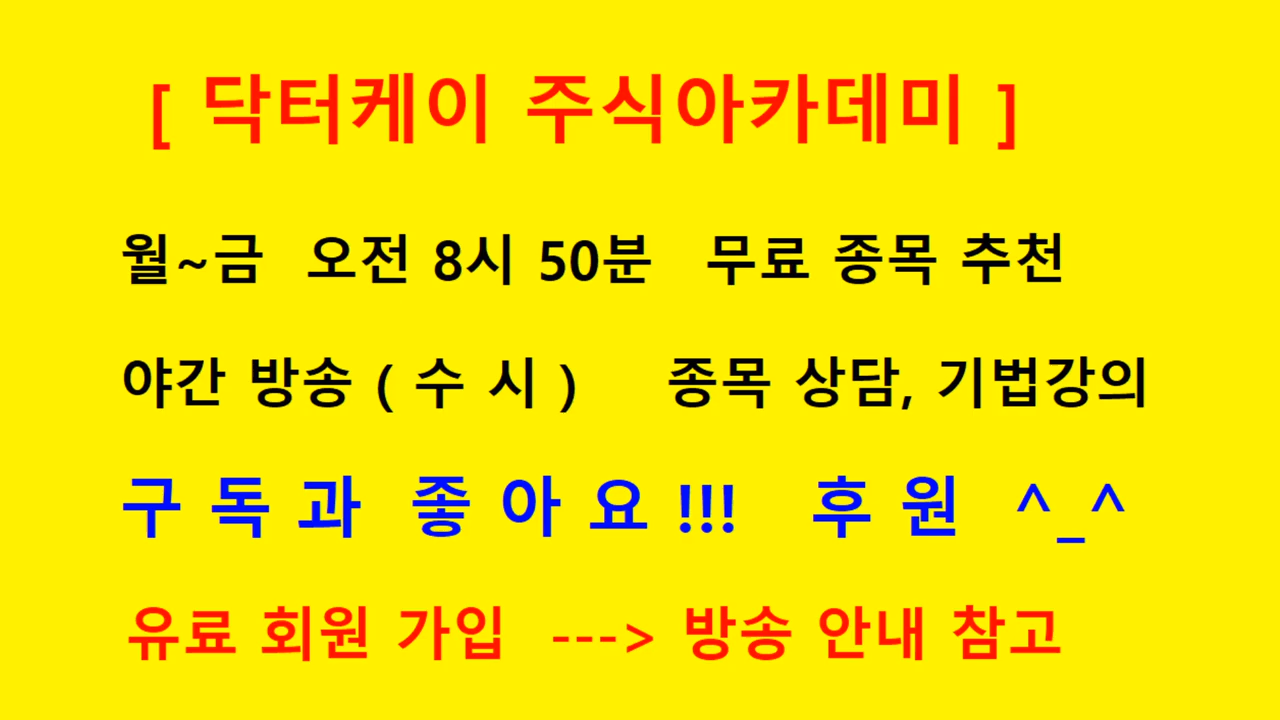 [ 닥터케이 주식아카데미 ]
월~금 오전 8시 50분 무료 종목 추천
야간 방송 ( 수 시 ) 종목 상담, 기법강의
구 독 과 좋 아 요 !!! 후 원 ^_^
유료 회원 가입 ---> 방송 안내 참고